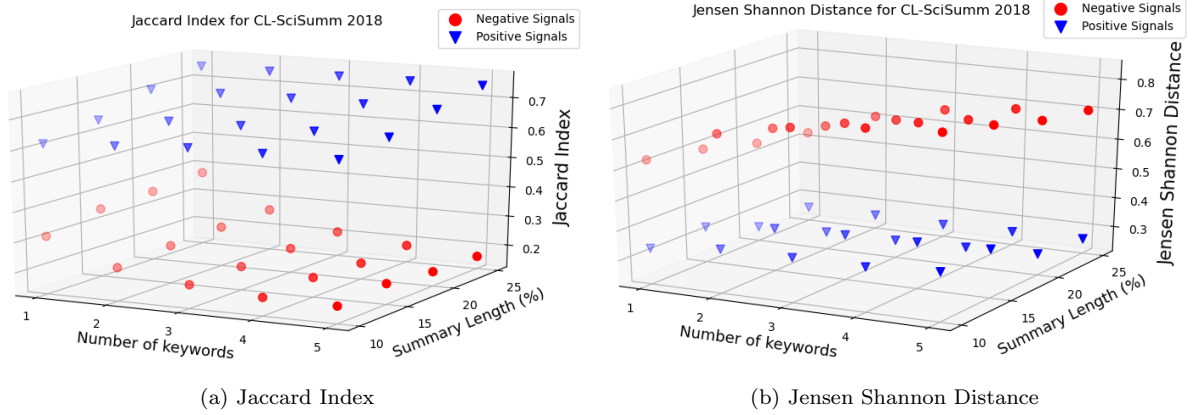 Jaccard Index for CL-SciSumm 2018
Negative Signals
Positive Signals
0.7
0.6
0.5
0.4
0.3
0.2
Jaccard Index
1
2
3
4
5
Number of keywords
10
15
20
25
Summary Length (%)
(a) Jaccard Index
Jensen Shannon Distance for CL-SciSumm 2018
Negative Signals
Positive Signals
0.8
0.7
0.6
0.5
0.4
0.3
Jensen Shannon Distance
1
2
3
4
5
Number of keywords
10
15
20
25
Summary Length (%)
(b) Jensen Shannon Distance